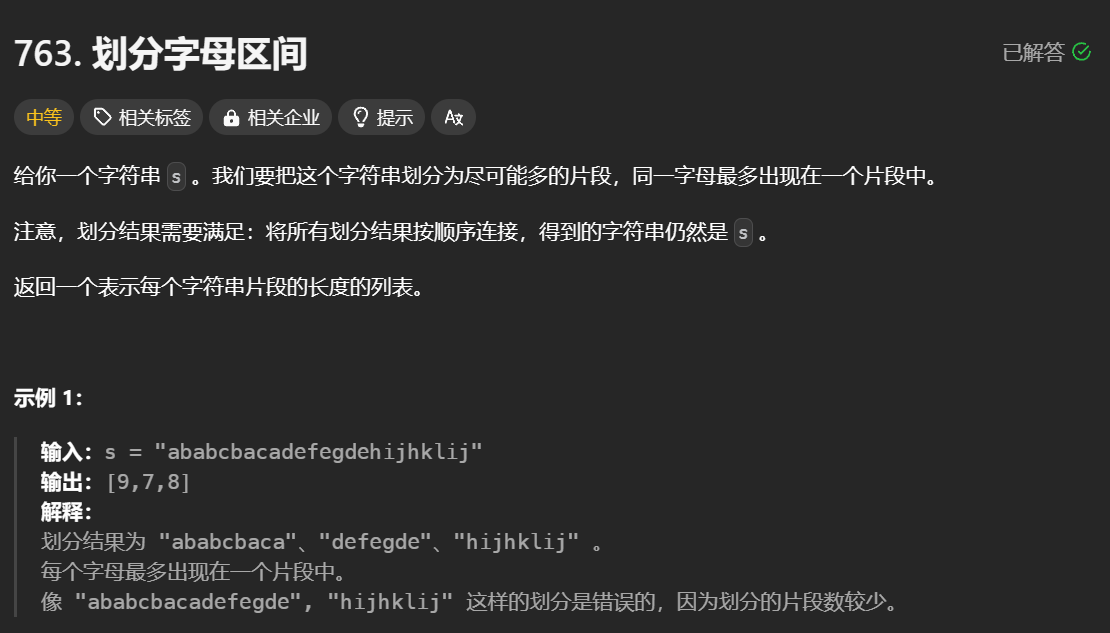 763. 划分字母区间
已解答
中等 相关标签 相关企业 提示 Aあ
给你一个字符串 s 。我们要把这个字符串划分为尽可能多的片段，同一字母最多出现在一个片段中。
注意，划分结果需要满足：将所有划分结果按顺序连接，得到的字符串仍然是 s 。
返回一个表示每个字符串片段的长度的列表。
示例 1：
输入：s = "ababcbacadefegdehijhklij"
输出：[9,7,8]
解释：
划分结果为 "ababcbaca"、"defegde"、"hijhklij" 。
每个字母最多出现在一个片段中。
像 "ababcbacadefegde", "hijhklij" 这样的划分是错误的，因为划分的片段数较少。